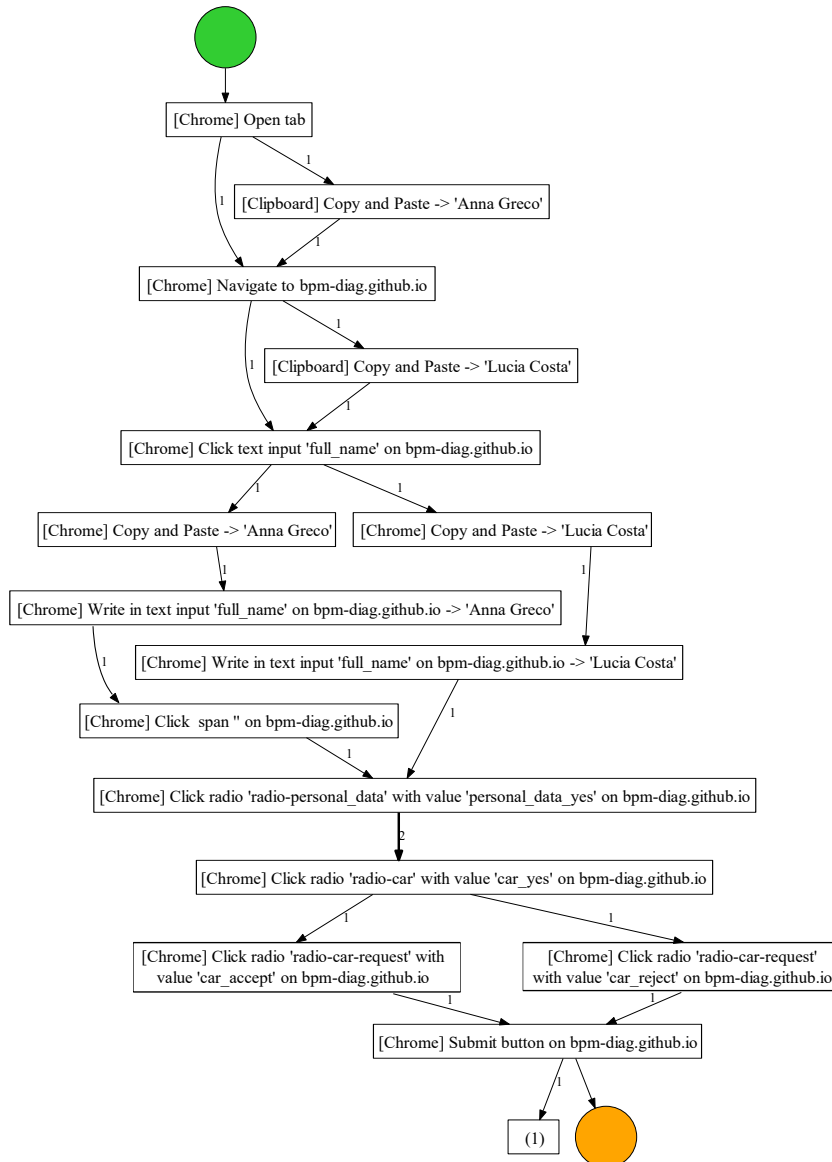 [Chrome] Open tab
1
1
[Clipboard] Copy and Paste -> 'Anna Greco'
1
[Chrome] Navigate to bpm-diag.github.io
1
1
[Clipboard] Copy and Paste -> 'Lucia Costa'
1
[Chrome] Click text input 'full_name' on bpm-diag.github.io
1
1
[Chrome] Copy and Paste -> 'Anna Greco'
[Chrome] Copy and Paste -> 'Lucia Costa'
1
1
[Chrome] Write in text input 'full_name' on bpm-diag.github.io -> 'Anna Greco'
1
[Chrome] Write in text input 'full_name' on bpm-diag.github.io -> 'Lucia Costa'
[Chrome] Click  span '' on bpm-diag.github.io
1
1
[Chrome] Click radio 'radio-personal_data' with value 'personal_data_yes' on bpm-diag.github.io
2
[Chrome] Click radio 'radio-car' with value 'car_yes' on bpm-diag.github.io
1
1
[Chrome] Click radio 'radio-car-request' with
value 'car_accept' on bpm-diag.github.io
[Chrome] Click radio 'radio-car-request'
with value 'car_reject' on bpm-diag.github.io
1
1
[Chrome] Submit button on bpm-diag.github.io
1
(1)